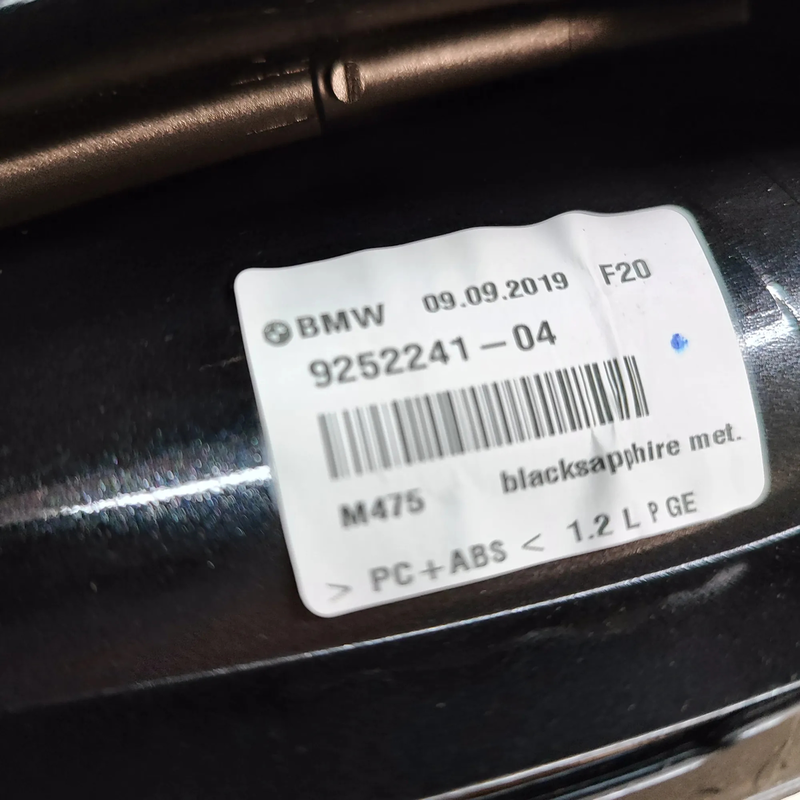 BMW 09.09.2019 F20
9252241-04
M475 blacksapphire met.
> PC+ABS < 1.2 L P GE